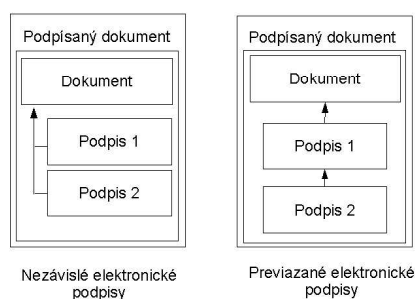 Podpísaný dokument
Dokument
Podpis 1
Podpis 2
Nezávislé elektronické
podpisy
Podpísaný dokument
Dokument
Podpis 1
Podpis 2
Previazané elektronické
podpisy